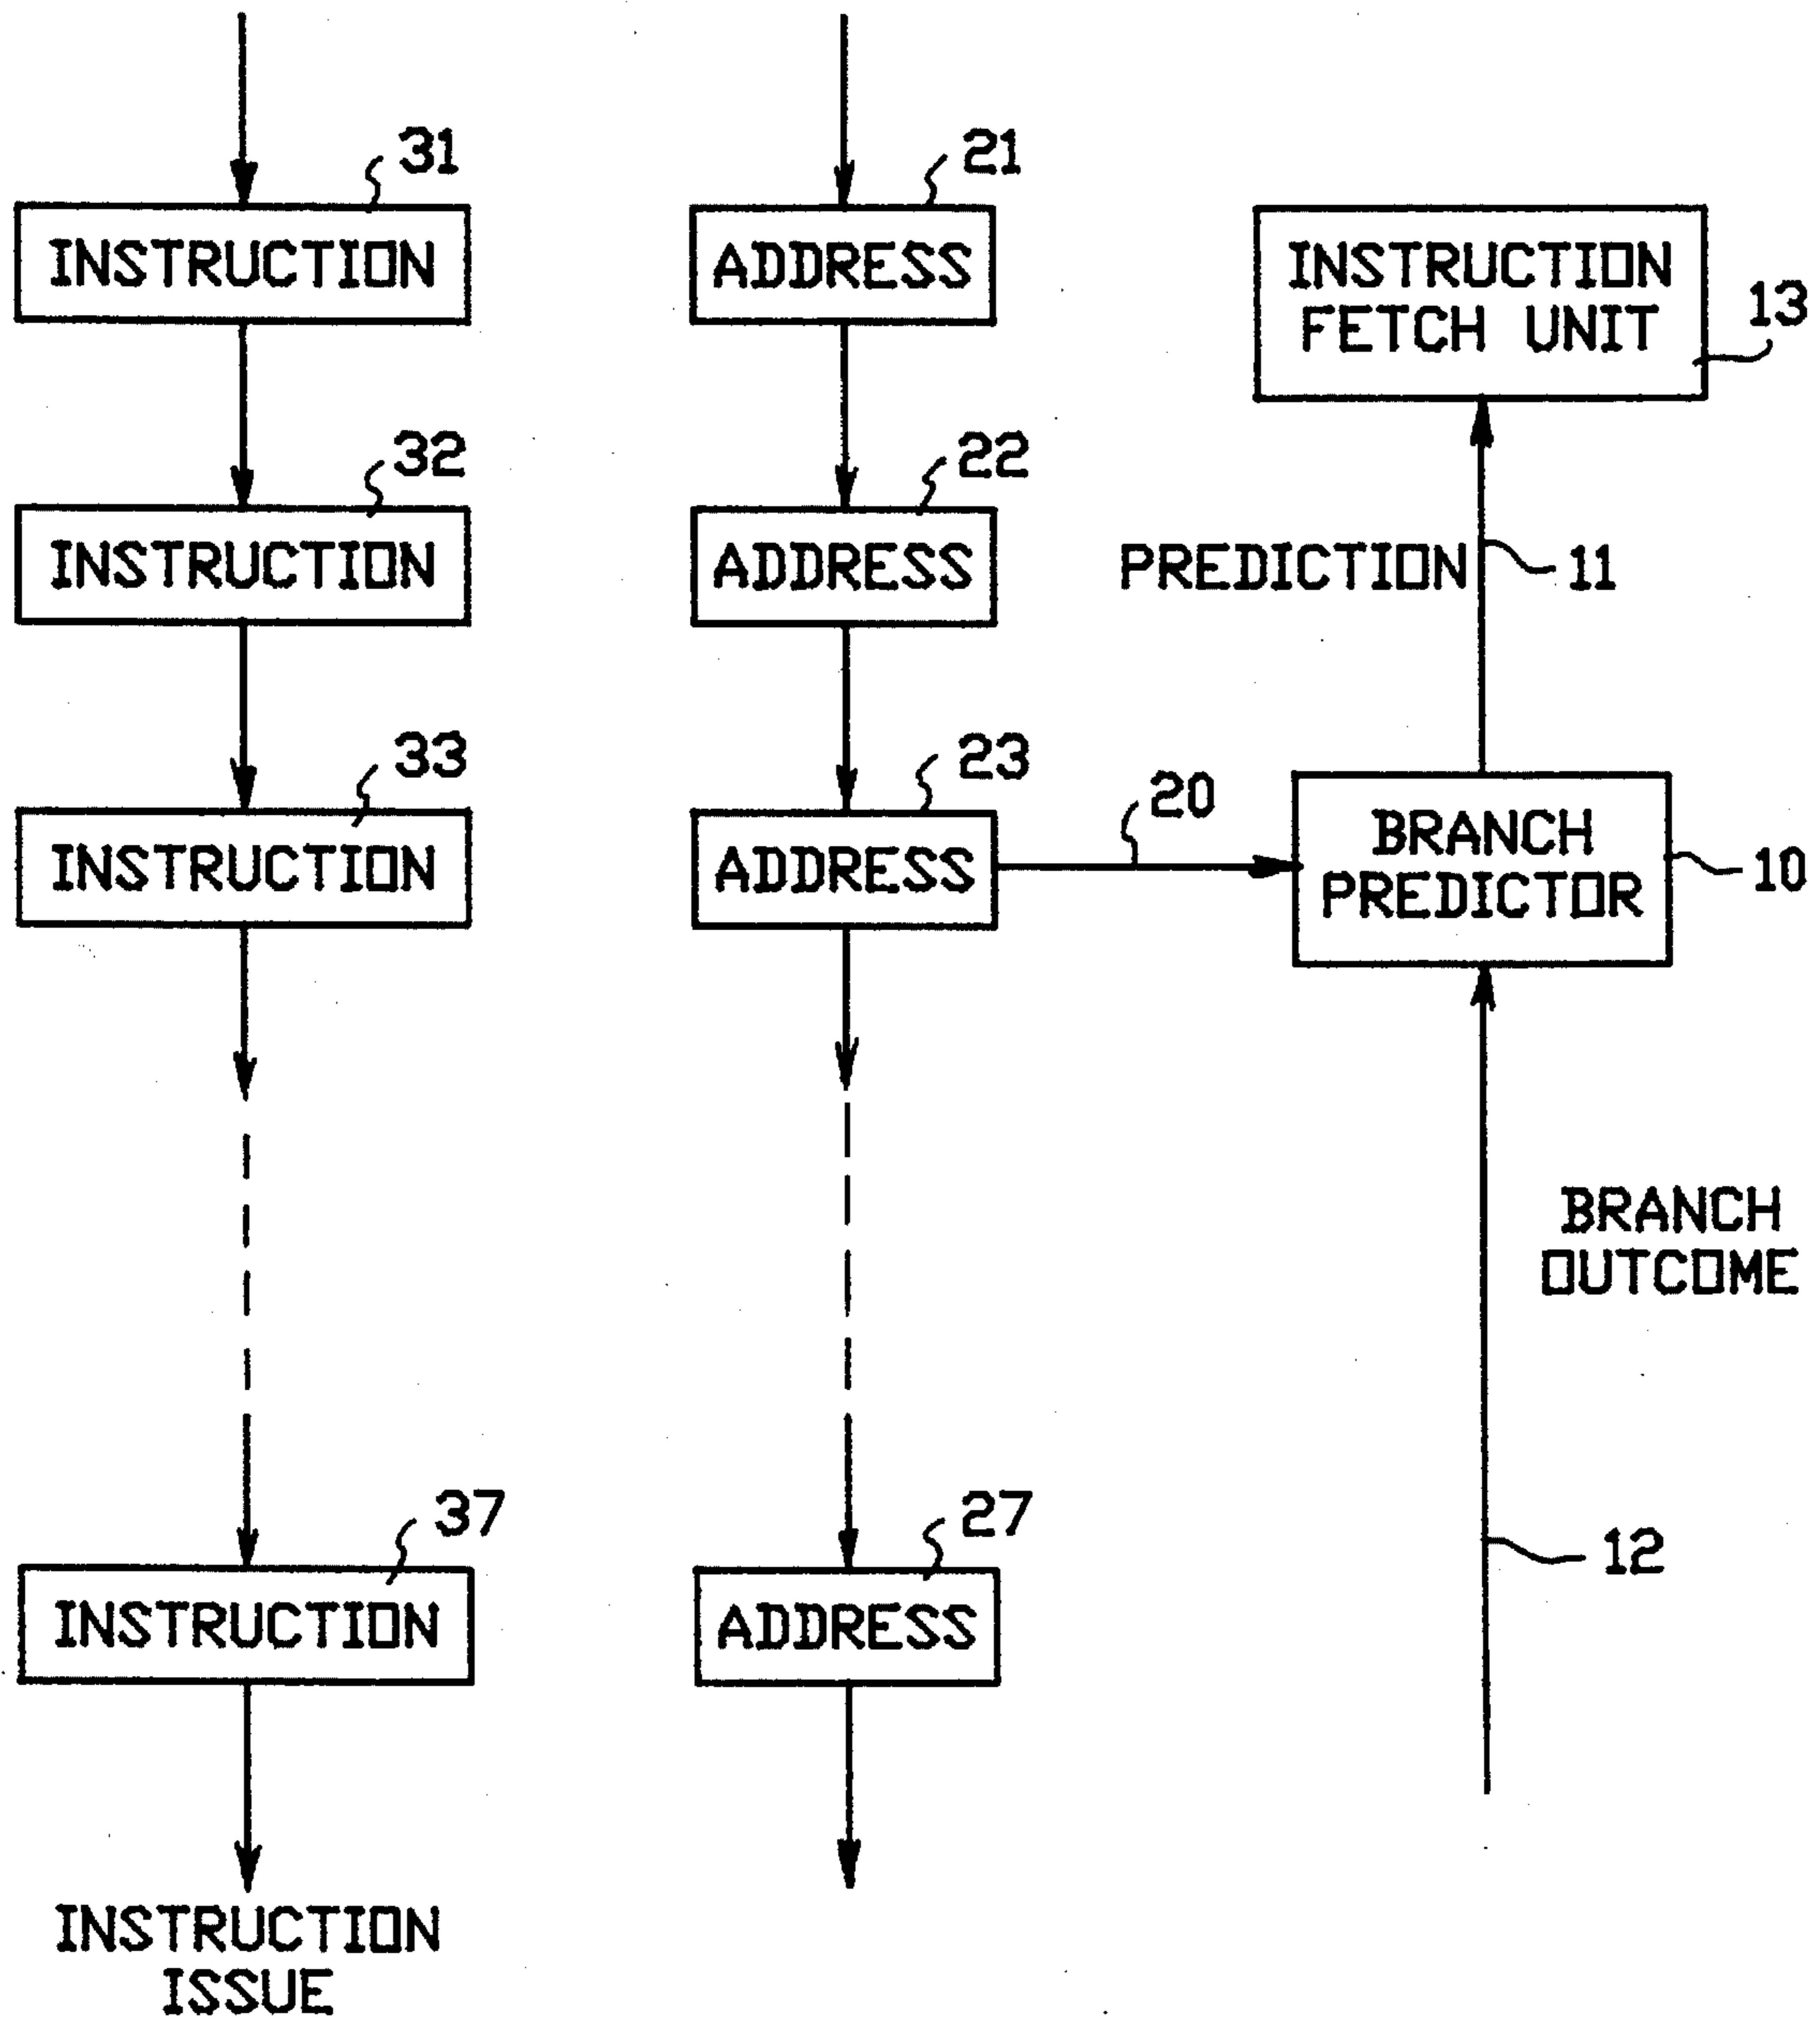 31
21
INSTRUCTION
ADDRESS
INSTRUCTION
FETCH UNIT
13
32
22
INSTRUCTION
ADDRESS
PREDICTION
11
33
23
20
INSTRUCTION
ADDRESS
BRANCH
PREDICTOR
10
BRANCH
OUTCOME
37
27
12
INSTRUCTION
ADDRESS
INSTRUCTION
ISSUE